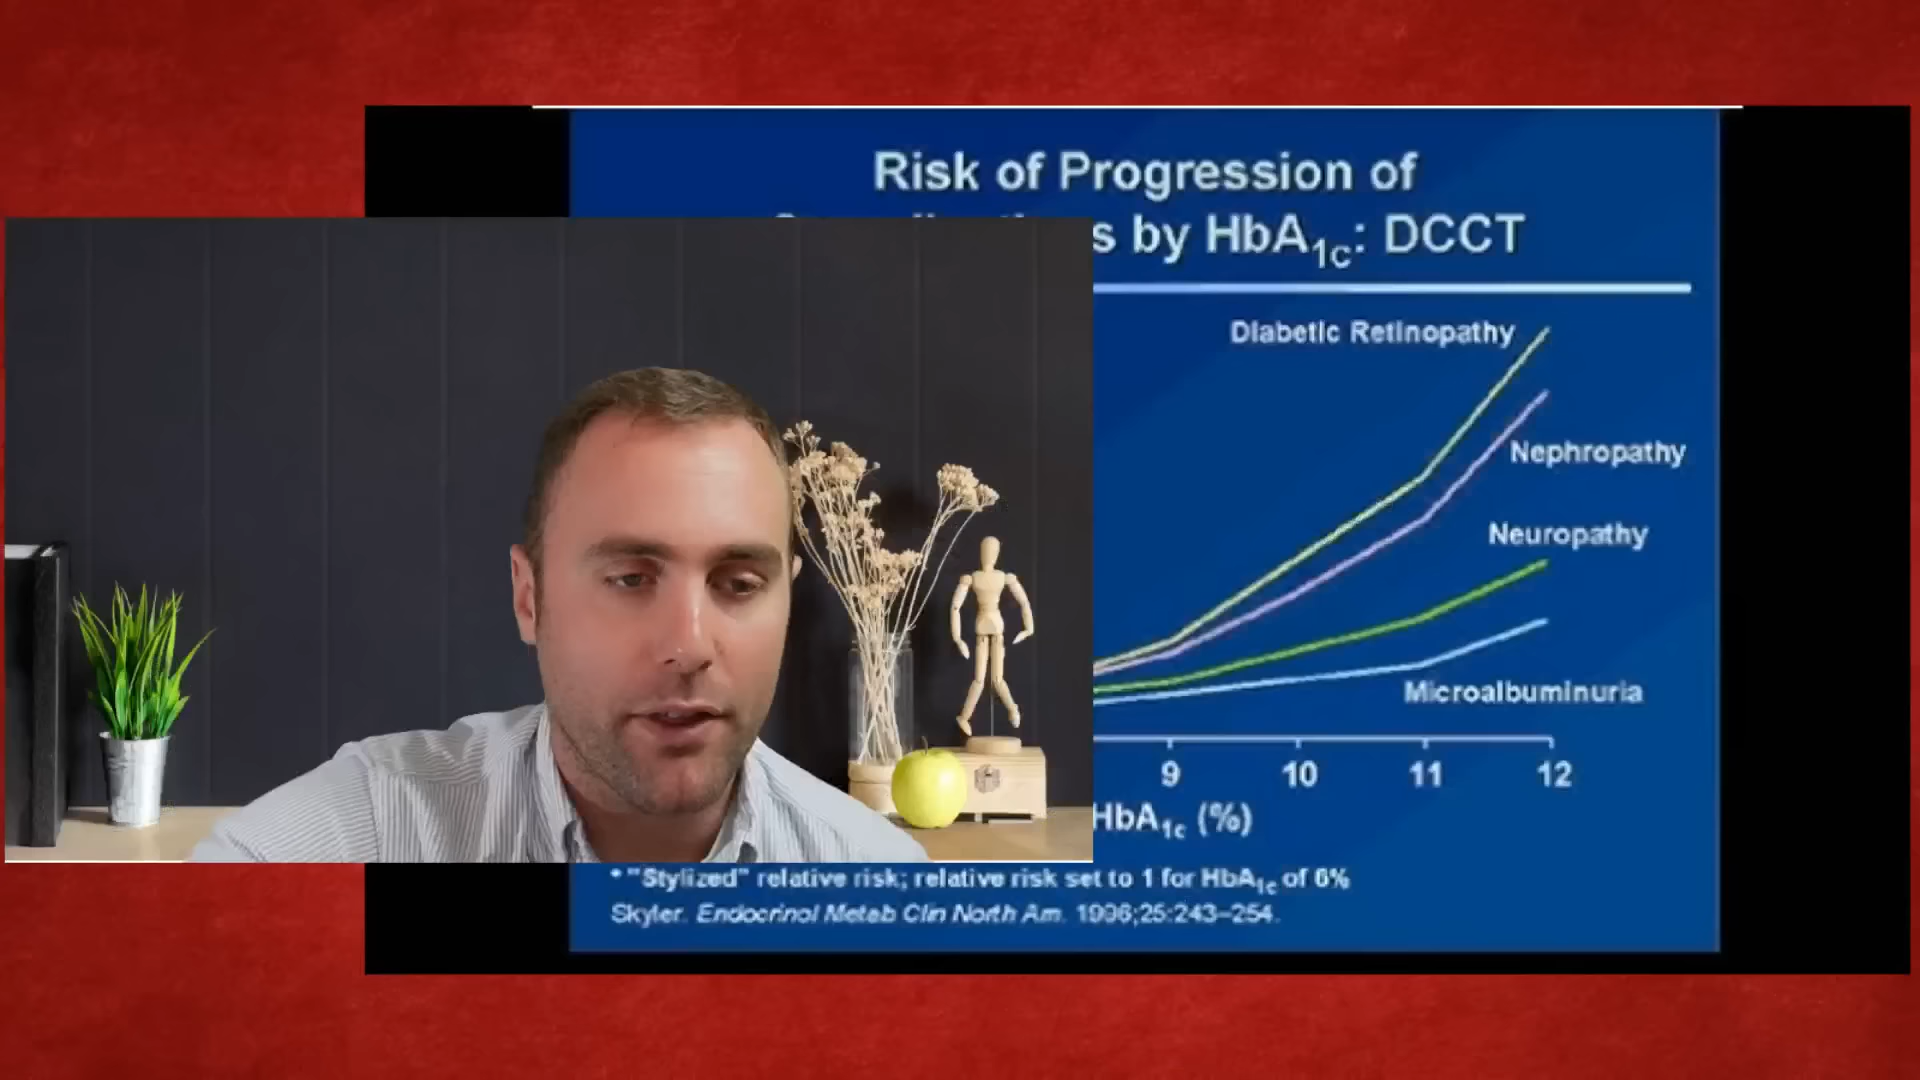 Risk of Progression of
s by HbA1c: DCCT
Diabetic Retinopathy
Nephropathy
Neuropathy
Microalbuminuria
9 10 11 12
HbA1c (%)
* "Stylized" relative risk; relative risk set to 1 for HbA1c of 6%
Skyler. Endocrinol Metab Clin North Am. 1996;25:243–254.